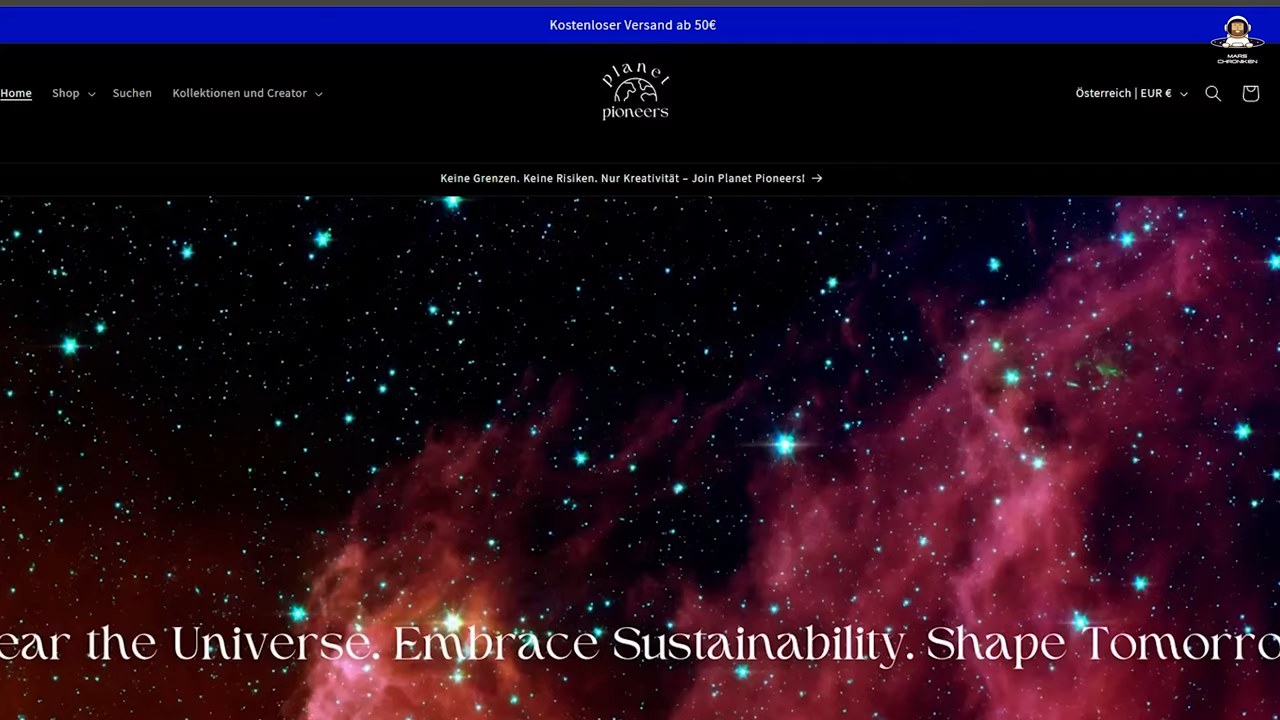 Kostenloser Versand ab 50€
MARS
CHRONIKEN
planet
pioneers
Home
Shop
Suchen
Kollektionen und Creator
Österreich | EUR €
Keine Grenzen. Keine Risiken. Nur Kreativität – Join Planet Pioneers!
ear the Universe. Embrace Sustainability. Shape Tomorro